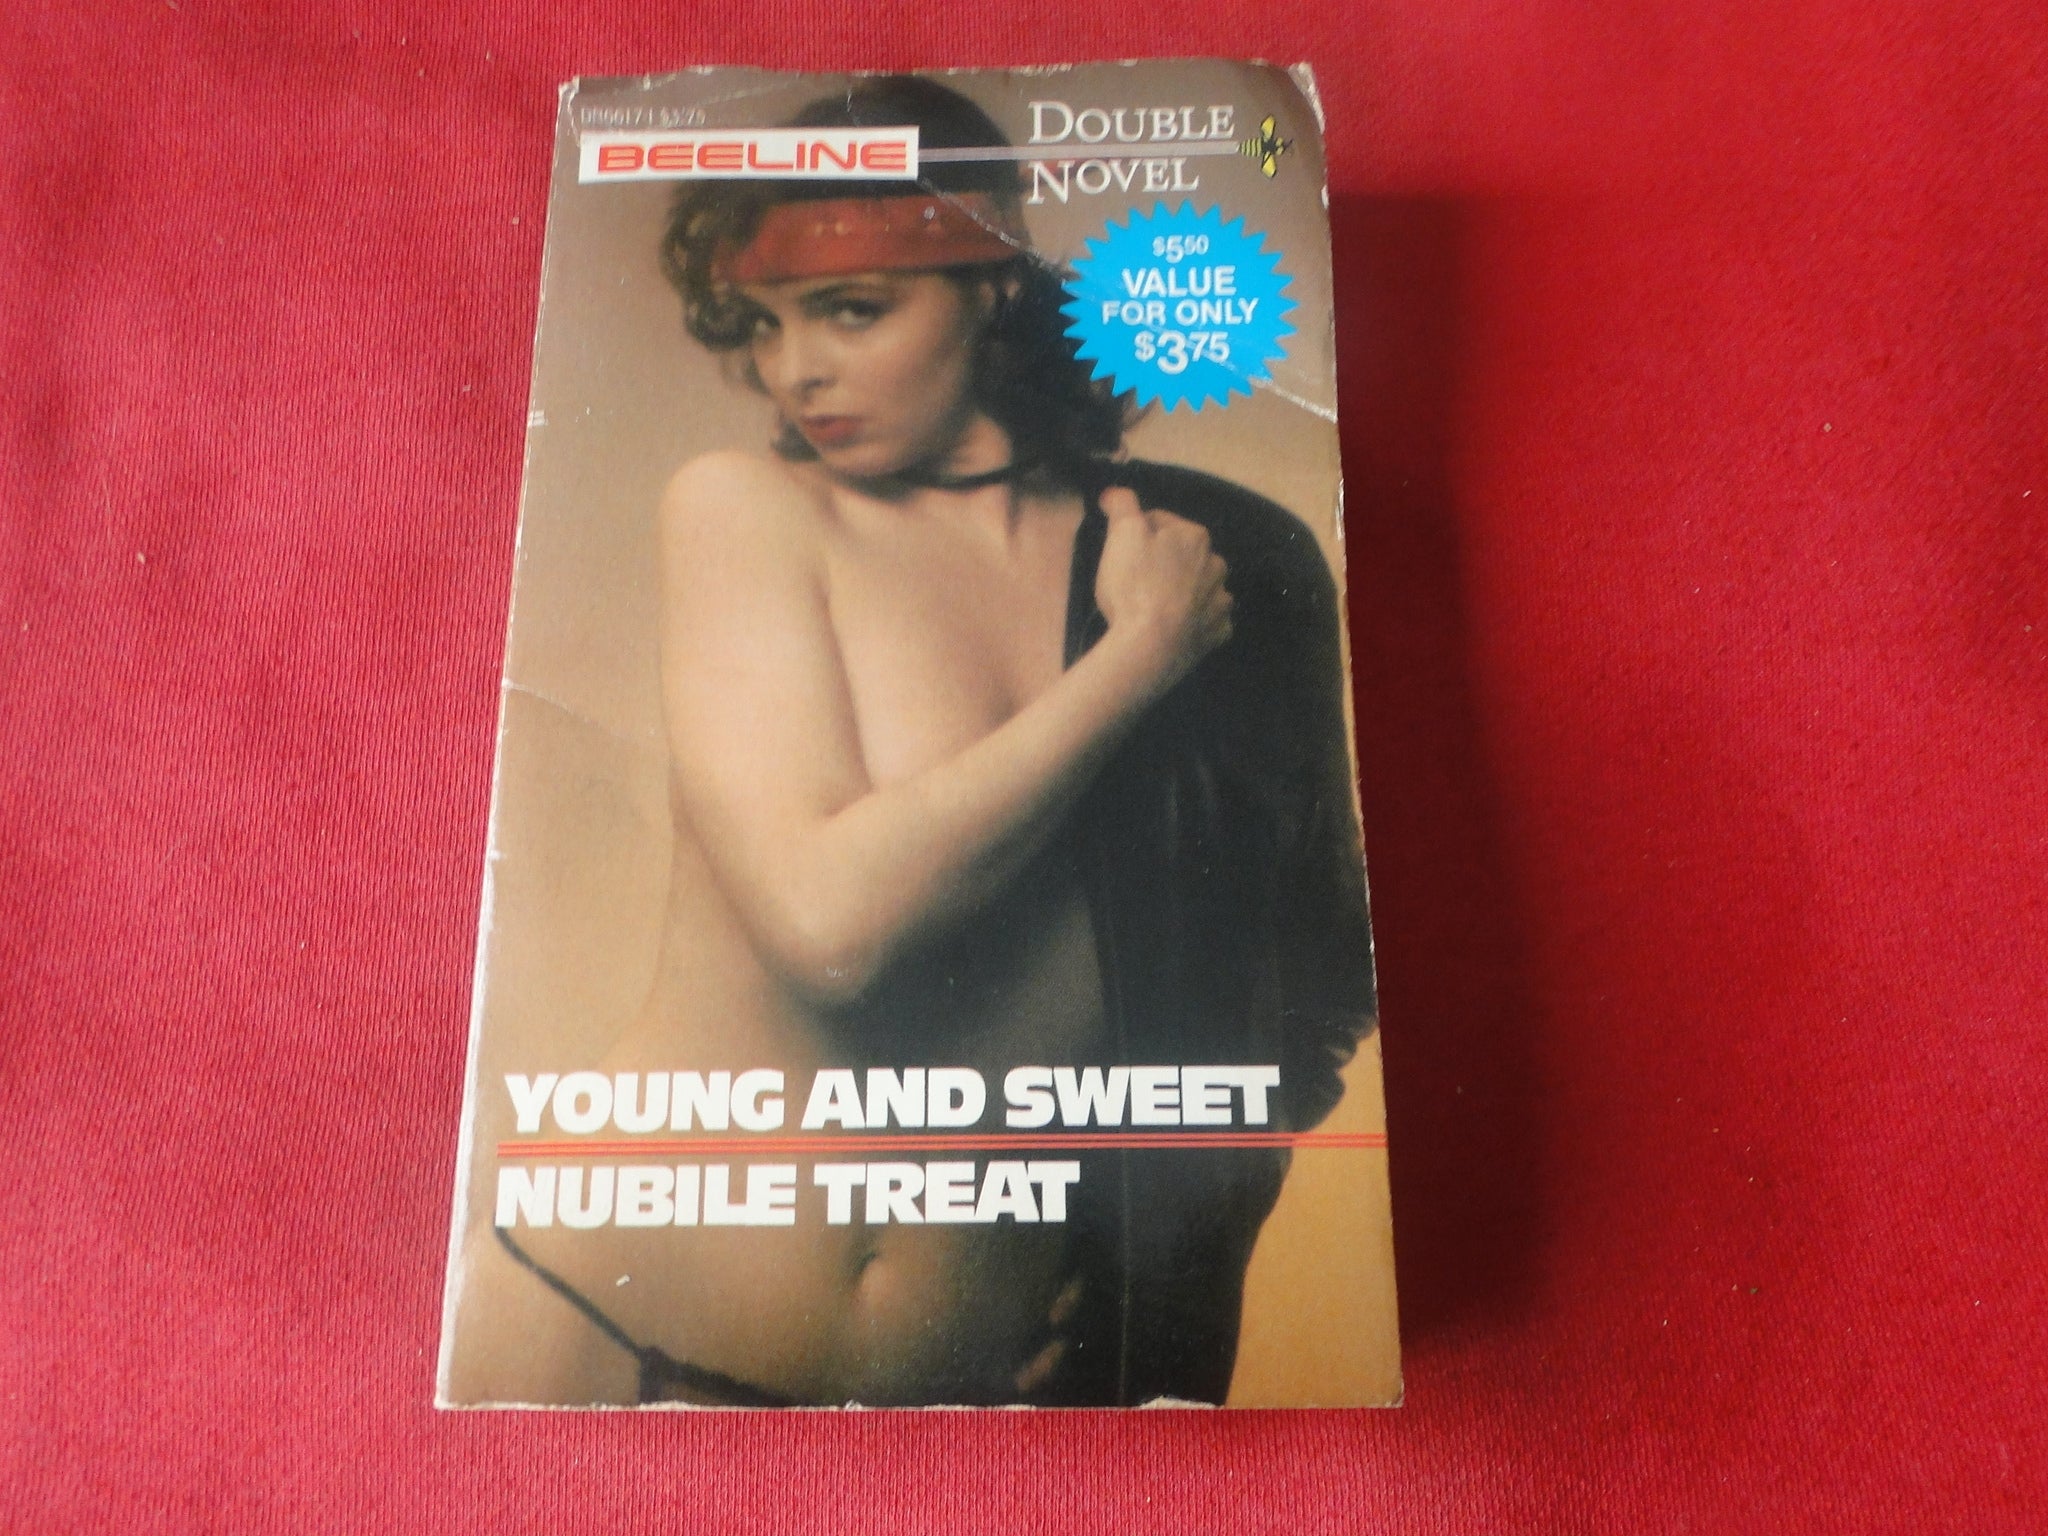 BEELINE
DOUBLE
NOVEL
$5.50
VALUE
FOR ONLY
$3.75
YOUNG AND SWEET
NUBILE TREAT